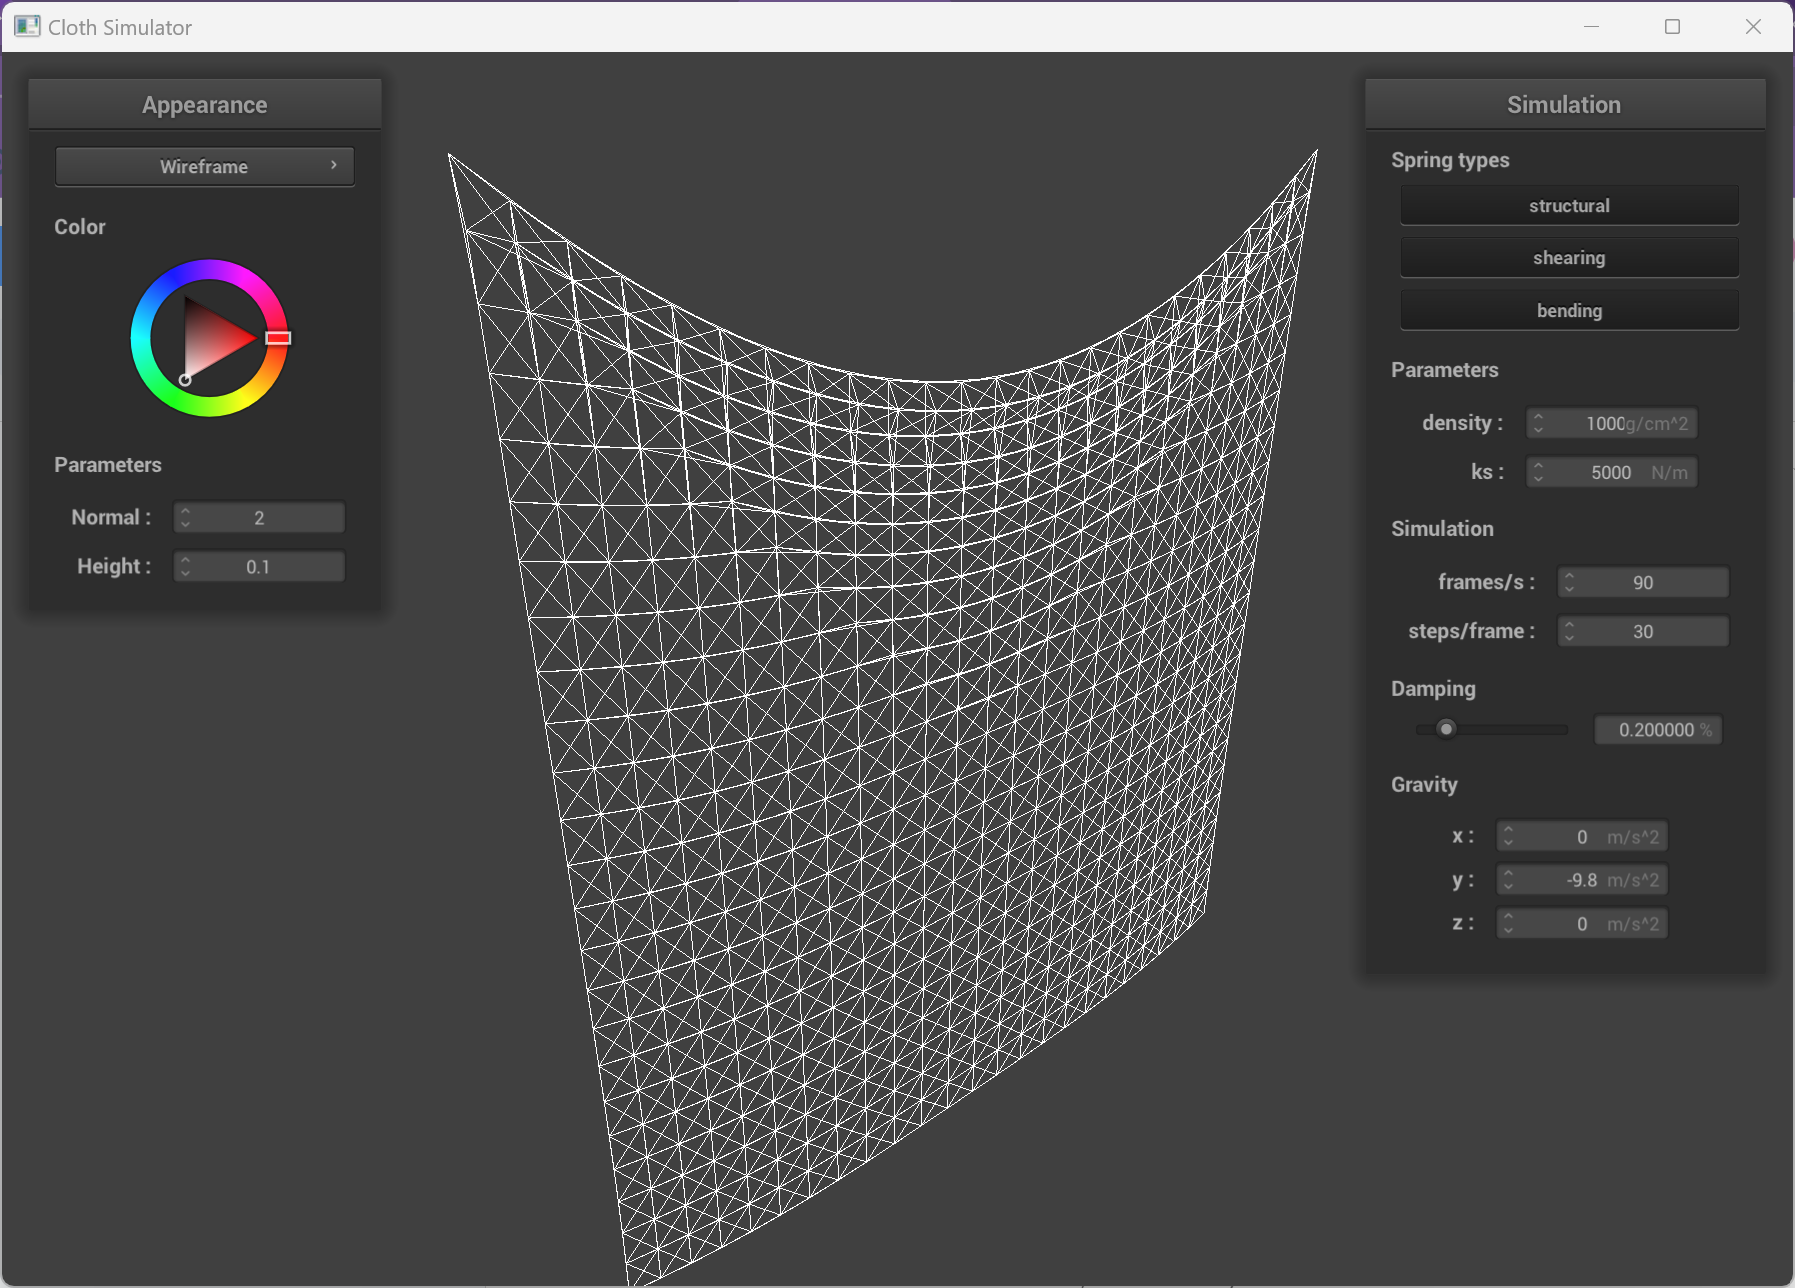 Cloth Simulator
Appearance
Wireframe
Color
Parameters
Normal : 2
Height : 0.1
Simulation
Spring types
structural
shearing
bending
Parameters
density : 1000g/cm^2
ks : 5000 N/m
Simulation
frames/s : 90
steps/frame : 30
Damping
0.200000 %
Gravity
x : 0 m/s^2
y : -9.8 m/s^2
z : 0 m/s^2